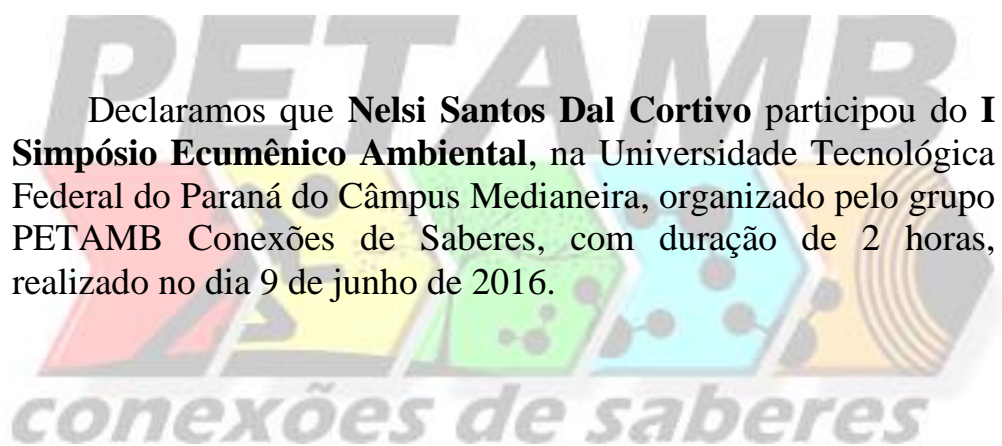 PETAMB
Declaramos que Nelsi Santos Dal Cortivo participou do I
Simpósio Ecumênico Ambiental, na Universidade Tecnológica
Federal do Paraná do Câmpus Medianeira, organizado pelo grupo
PETAMB Conexões de Saberes, com duração de 2 horas,
realizado no dia 9 de junho de 2016.
conexões de saberes